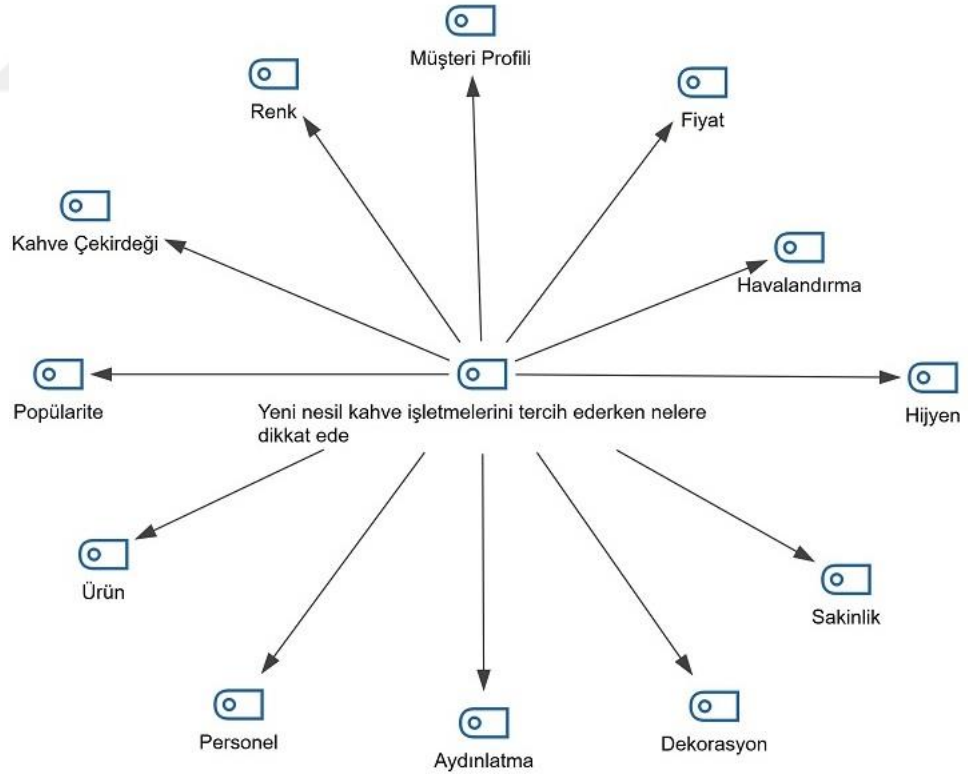 Müşteri Profili
Renk
Fiyat
Kahve Çekirdeği
Havalandırma
Popülarite
Yeni nesil kahve işletmelerini tercih ederken nelere
dikkat ede
Hijyen
Ürün
Sakinlik
Personel
Aydınlatma
Dekorasyon